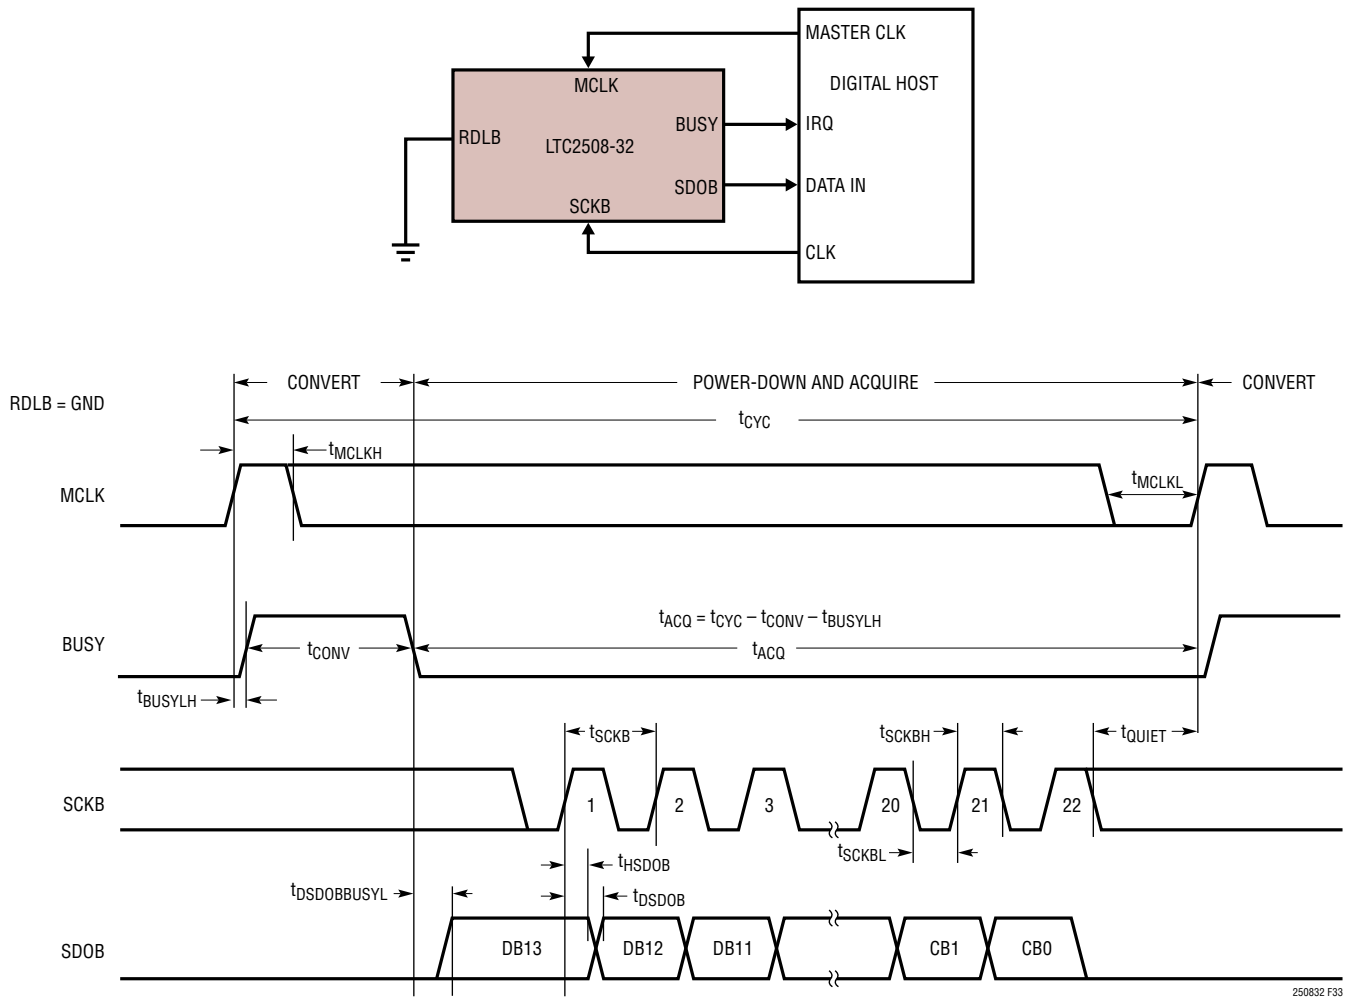 MASTER CLK
MCLK
DIGITAL HOST
BUSY
IRQ
RDLB
LTC2508-32
SDOB
DATA IN
SCKB
CLK
CONVERT
POWER-DOWN AND ACQUIRE
CONVERT
RDLB = GND
tCYC
tMCLKH
tMCLKL
MCLK
tACQ = tCYC – tCONV – tBUSYLH
BUSY
tCONV
tACQ
tBUSYLH
tSCKB
tSCKBH
tQUIET
SCKB
1
2
3
20
21
22
tSCKBL
tHSDOB
tDSDOBBUSYL
tDSDOB
SDOB
DB13
DB12
DB11
CB1
CB0
250832 F33